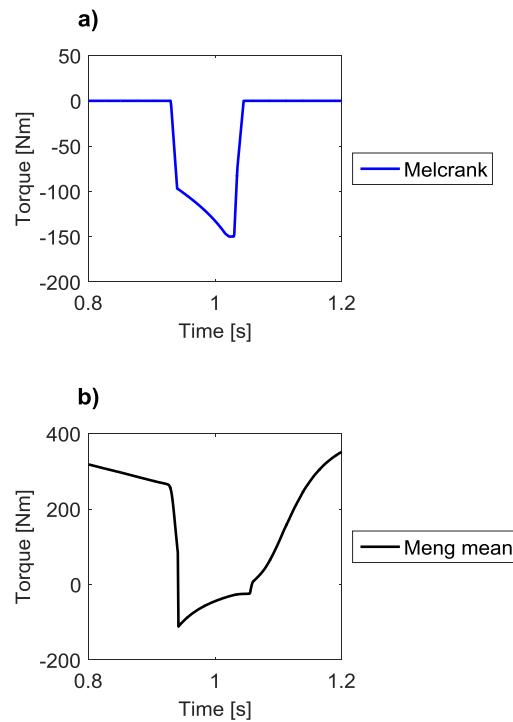 a)
50
0
-50
-100
-150
-200
Torque [Nm]
0.8 1 1.2
Time [s]
Melcrank
b)
400
200
0
-200
Torque [Nm]
0.8 1 1.2
Time [s]
Meng mean